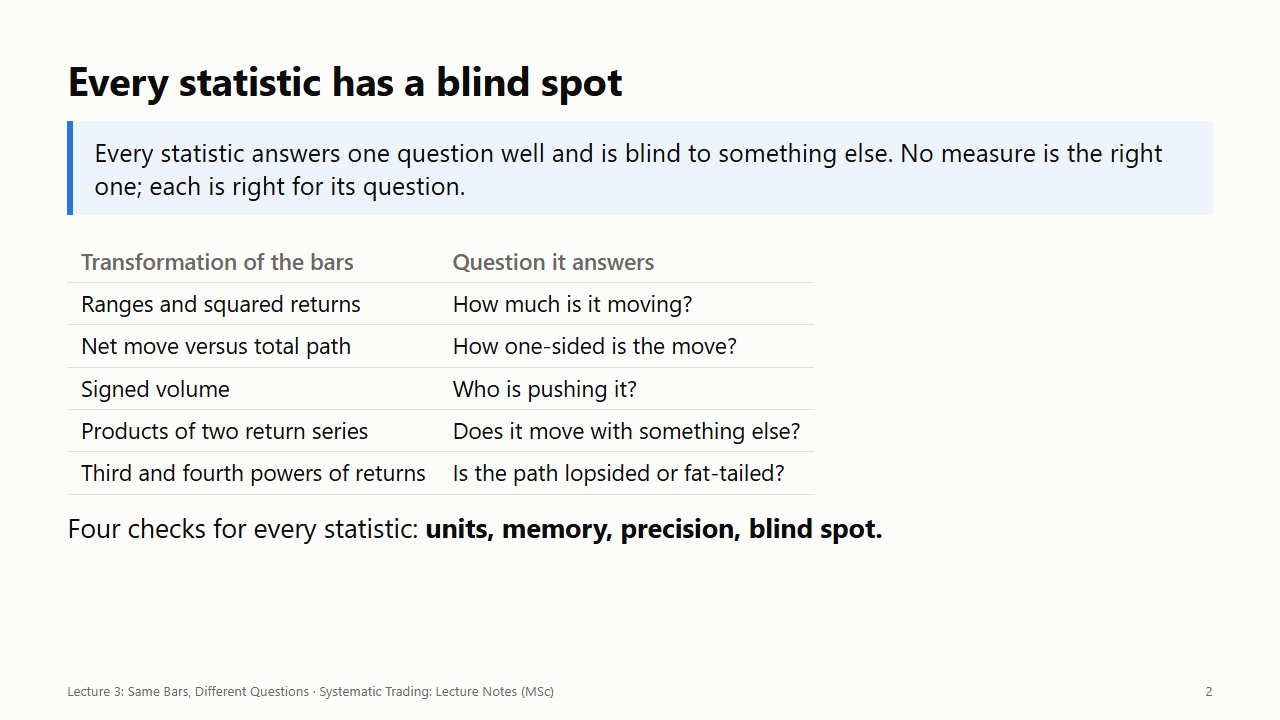 Every statistic has a blind spot
Every statistic answers one question well and is blind to something else. No measure is the right
one; each is right for its question.
Transformation of the bars Question it answers
Ranges and squared returns How much is it moving?
Net move versus total path How one-sided is the move?
Signed volume Who is pushing it?
Products of two return series Does it move with something else?
Third and fourth powers of returns Is the path lopsided or fat-tailed?
Four checks for every statistic: units, memory, precision, blind spot.
Lecture 3: Same Bars, Different Questions · Systematic Trading: Lecture Notes (MSc) 2